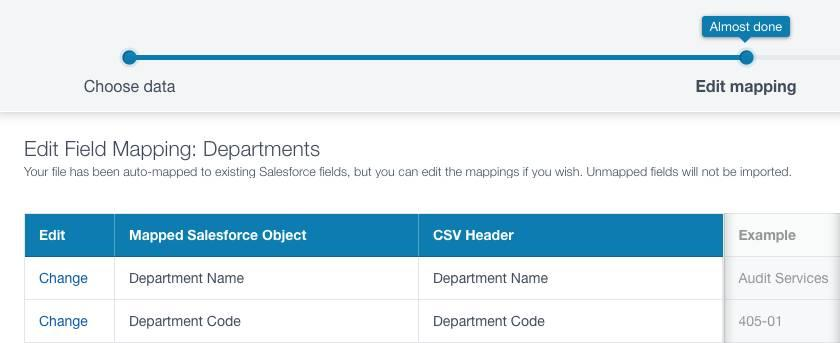 Almost done
Choose data
Edit mapping
Edit Field Mapping: Departments
Your file has been auto-mapped to existing Salesforce fields, but you can edit the mappings if you wish. Unmapped fields will not be imported.
Edit Mapped Salesforce Object CSV Header Example
Change Department Name Department Name Audit Services
Change Department Code Department Code 405-01